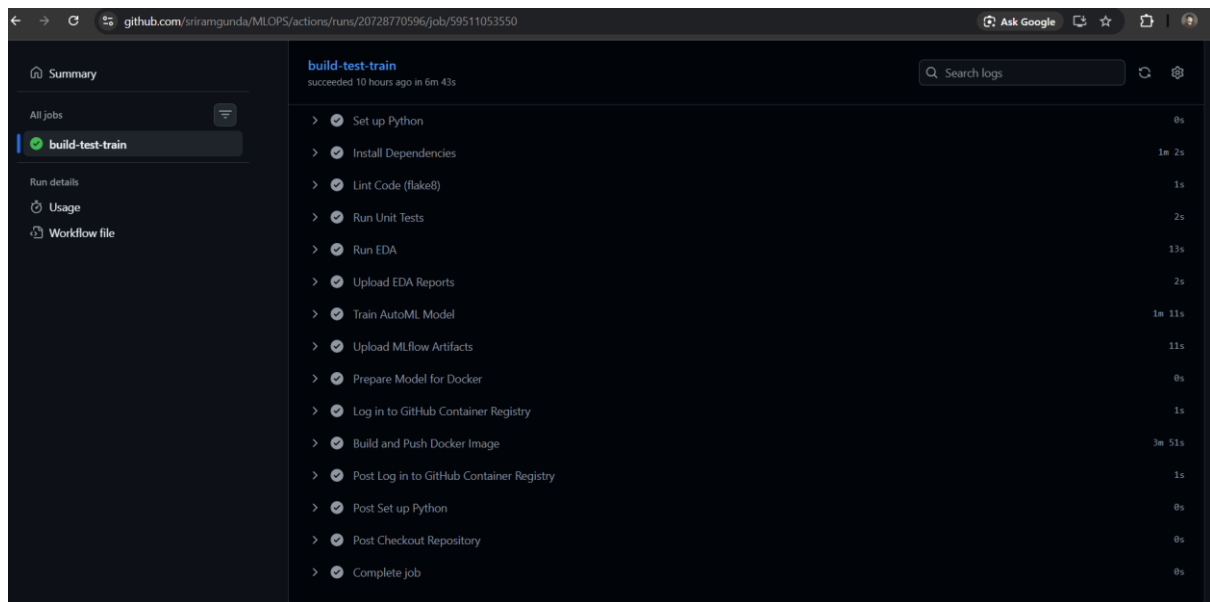 github.com/sriramgunda/MLOPS/actions/runs/20728770596/job/59511053550
Ask Google
Summary
All jobs
build-test-train
Run details
Usage
Workflow file
build-test-train
succeeded 10 hours ago in 6m 43s
Search logs
Set up Python 0s
Install Dependencies 1m 2s
Lint Code (flake8) 1s
Run Unit Tests 2s
Run EDA 13s
Upload EDA Reports 2s
Train AutoML Model 1m 11s
Upload MLflow Artifacts 11s
Prepare Model for Docker 0s
Log in to GitHub Container Registry 1s
Build and Push Docker Image 3m 51s
Post Log in to GitHub Container Registry 1s
Post Set up Python 0s
Post Checkout Repository 0s
Complete job 0s